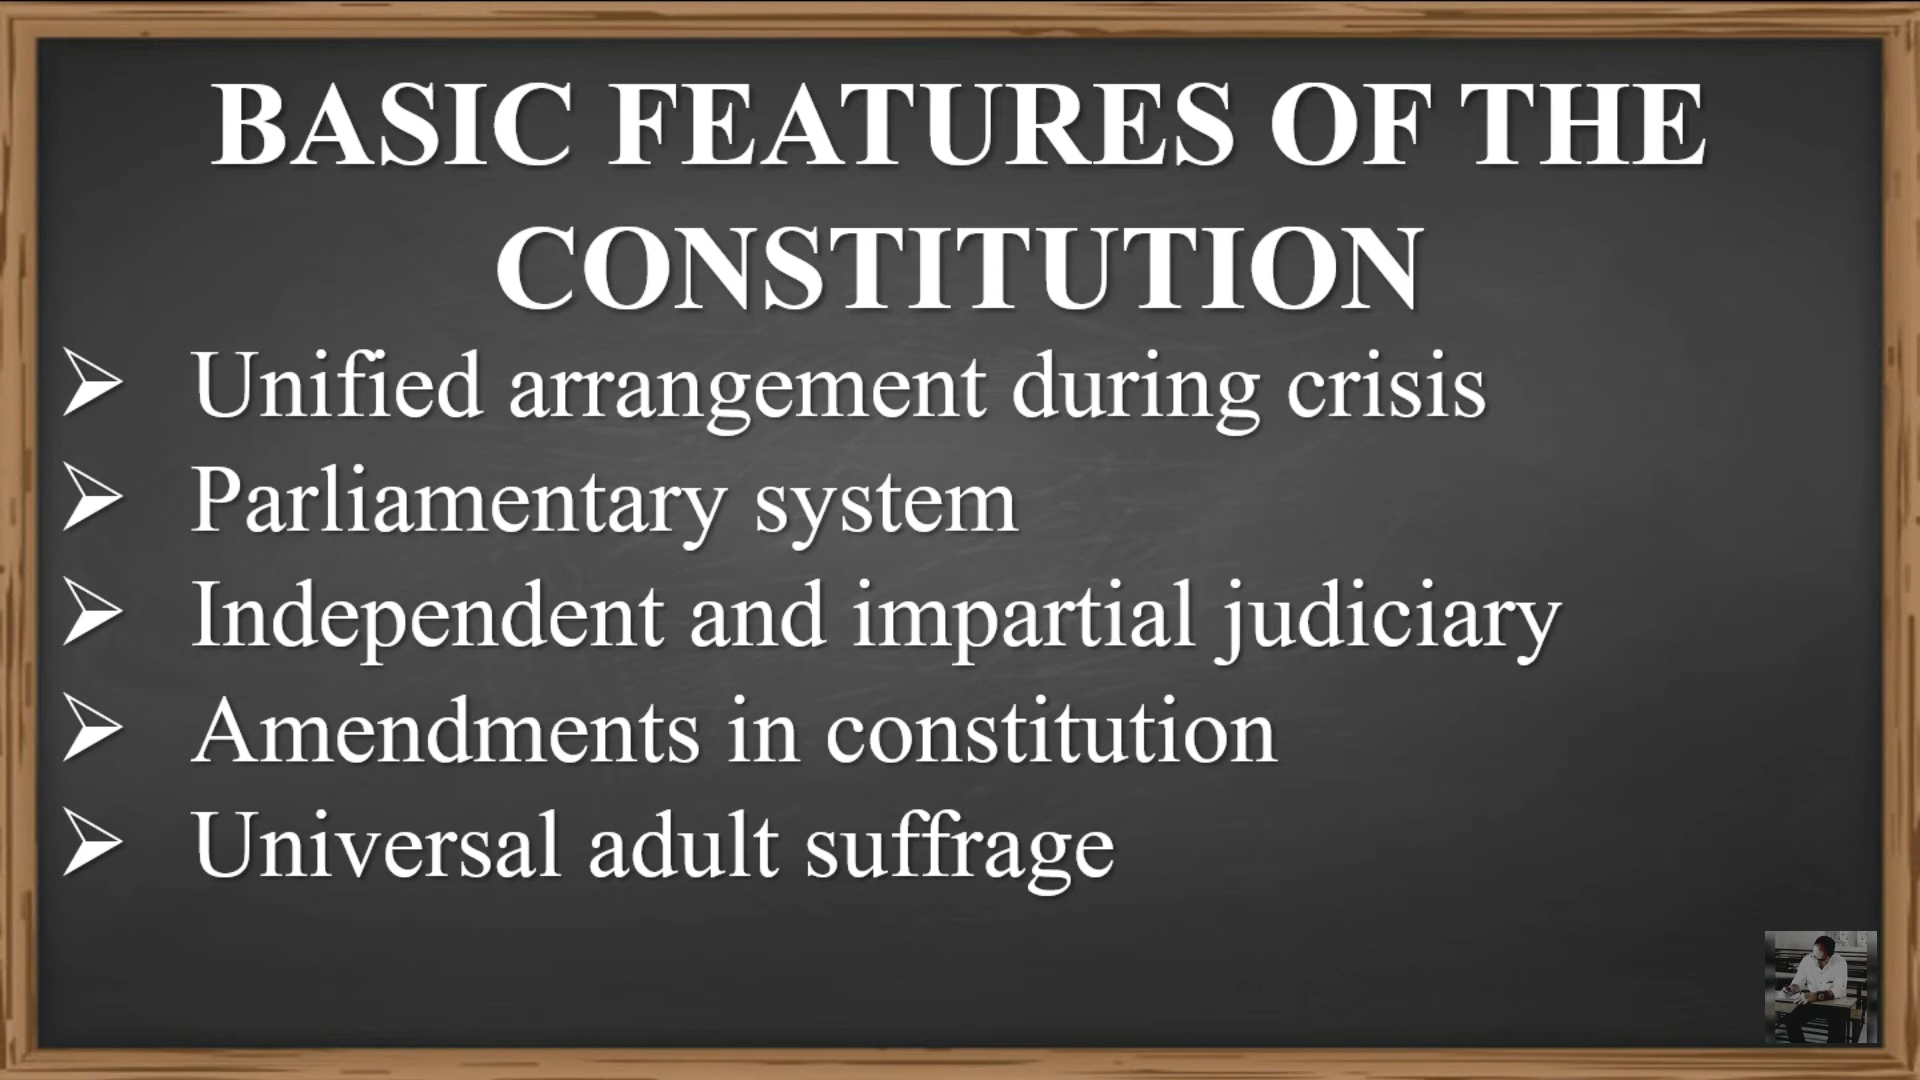 BASIC FEATURES OF THE
CONSTITUTION
➢ Unified arrangement during crisis
➢ Parliamentary system
➢ Independent and impartial judiciary
➢ Amendments in constitution
➢ Universal adult suffrage